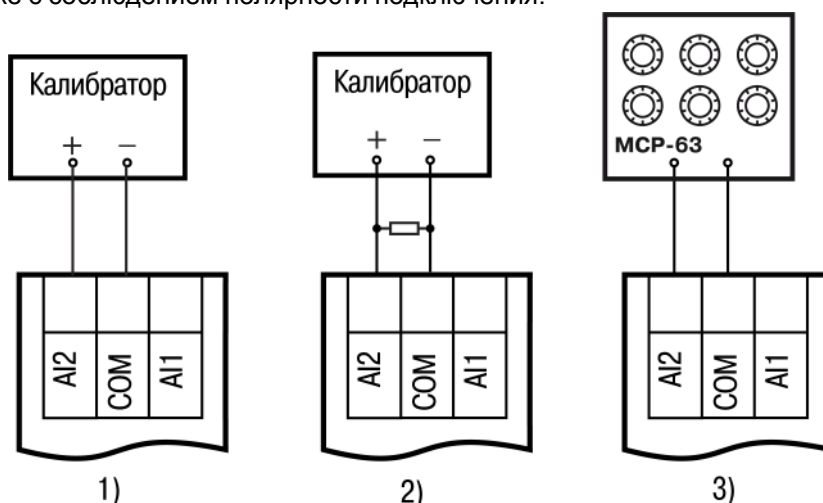 с соблюдением полярности подключения.
Калибратор
+ −
AI2
COM
AI1
1)
Калибратор
+ −
AI2
COM
AI1
2)
МСР-63
AI2
COM
AI1
3)